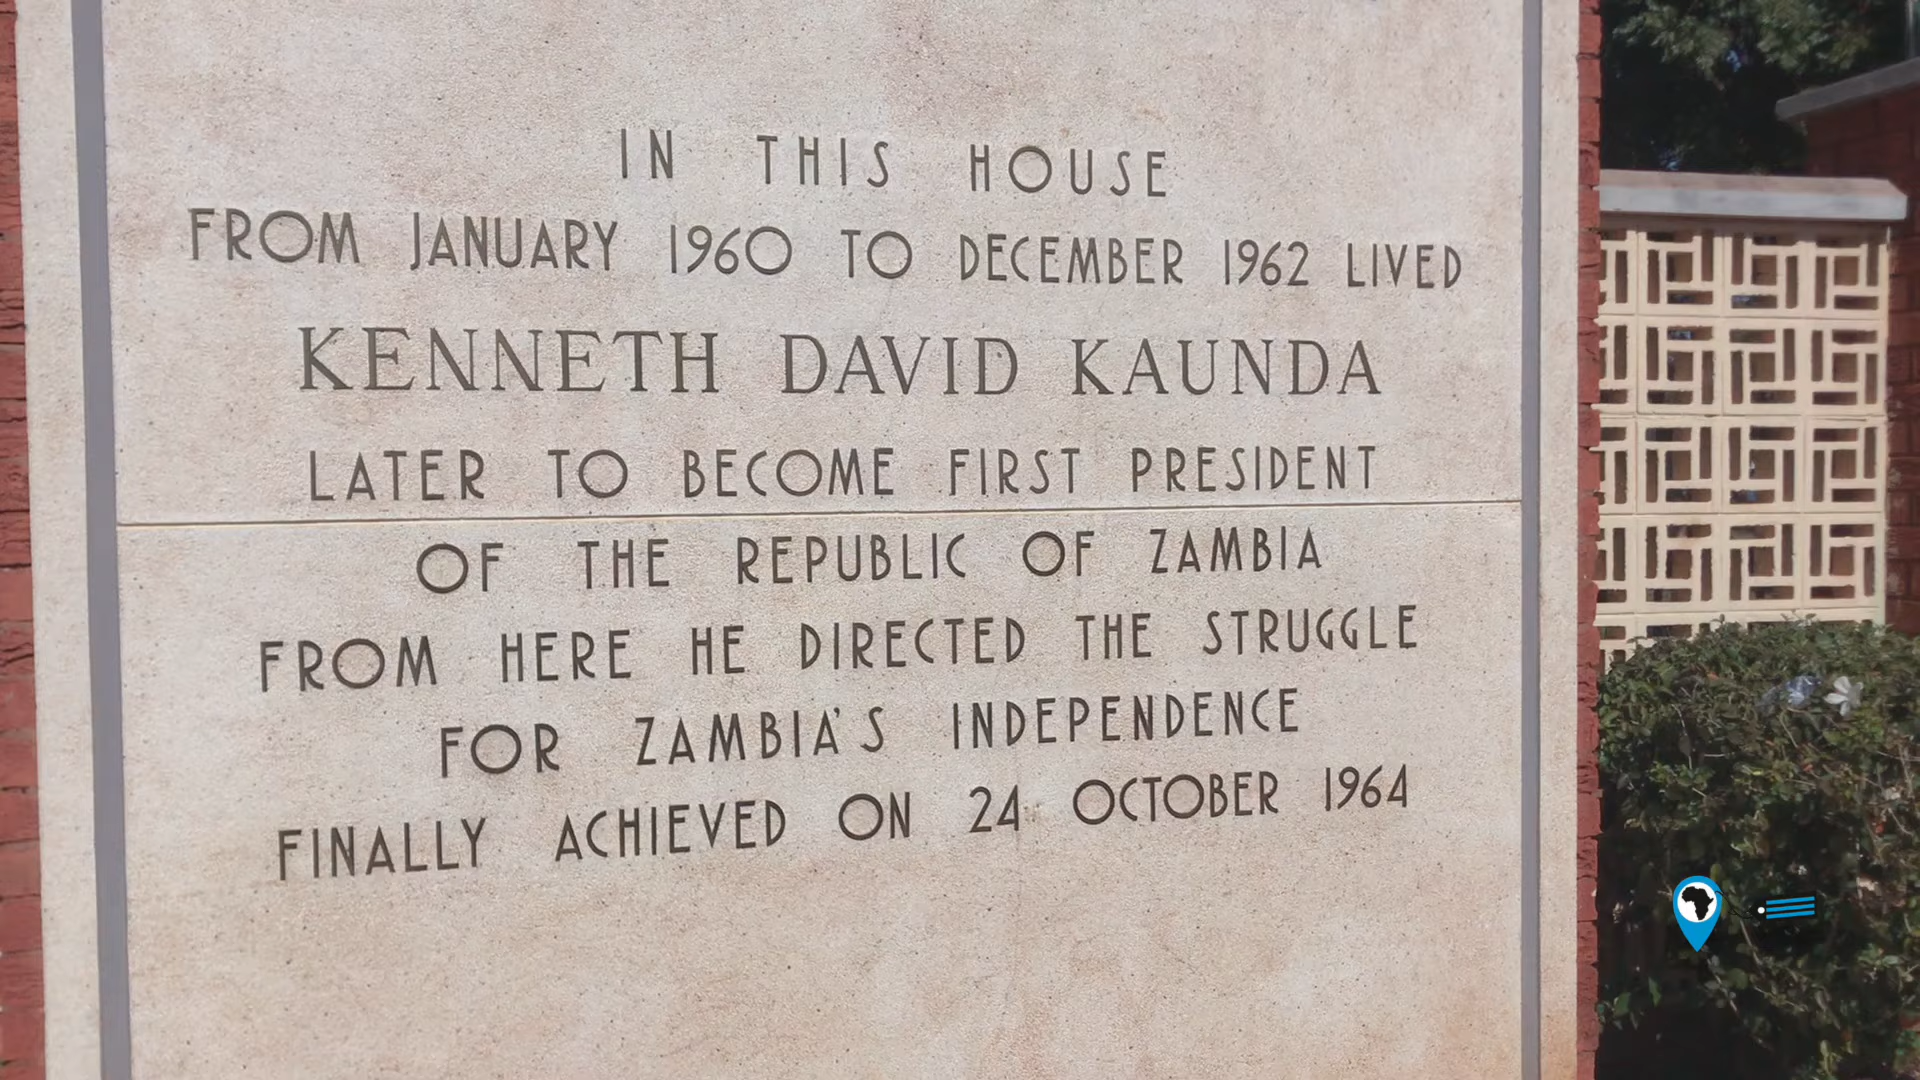 IN THIS HOUSE
FROM JANUARY 1960 TO DECEMBER 1962 LIVED
KENNETH DAVID KAUNDA
LATER TO BECOME FIRST PRESIDENT
OF THE REPUBLIC OF ZAMBIA
FROM HERE HE DIRECTED THE STRUGGLE
FOR ZAMBIA'S INDEPENDENCE
FINALLY ACHIEVED ON 24 OCTOBER 1964